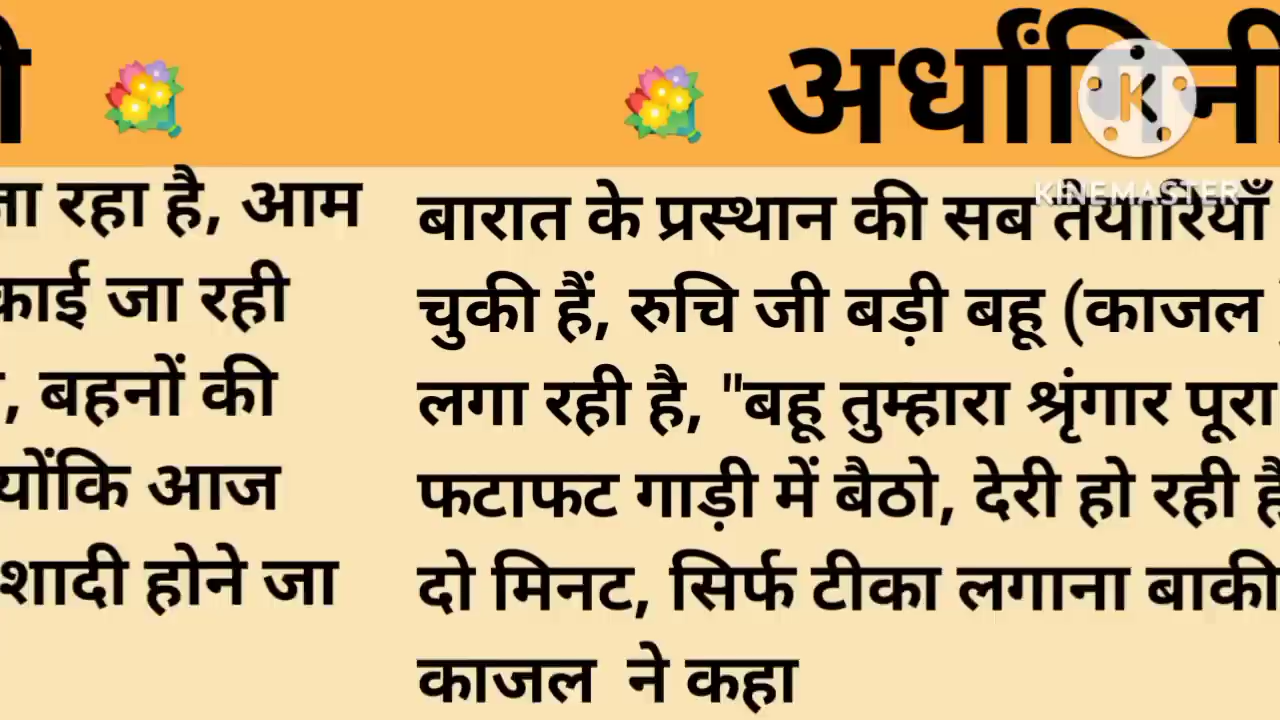 अर्धांगिनी
KINEMASTER
जा रहा है, आम
काई जा रही
, बहनों की
योंकि आज
शादी होने जा
बारात के प्रस्थान की सब तैयारियाँ
चुकी हैं, रुचि जी बड़ी बहू (काजल
लगा रही है, "बहू तुम्हारा श्रृंगार पूरा
फटाफट गाड़ी में बैठो, देरी हो रही है
दो मिनट, सिर्फ टीका लगाना बाकी
काजल ने कहा